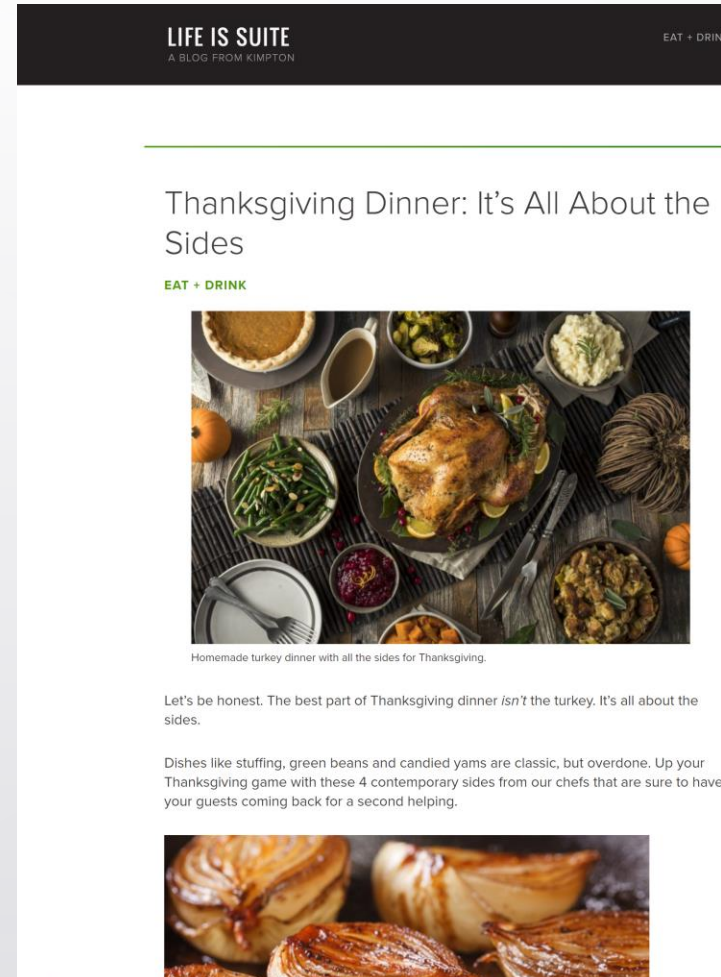 LIFE IS SUITE
A BLOG FROM KIMPTON
EAT +
Thanksgiving Dinner: It's All About the
Sides
EAT + DRINK
Homemade turkey dinner with all the sides for Thanksgiving.
Let's be honest. The best part of Thanksgiving dinner isn't the turkey. It's all about the
sides.
Dishes like stuffing, green beans and candied yams are classic, but overdone. Up your
Thanksgiving game with these 4 contemporary sides from our chefs that are sure to have
your guests coming back for a second helping.